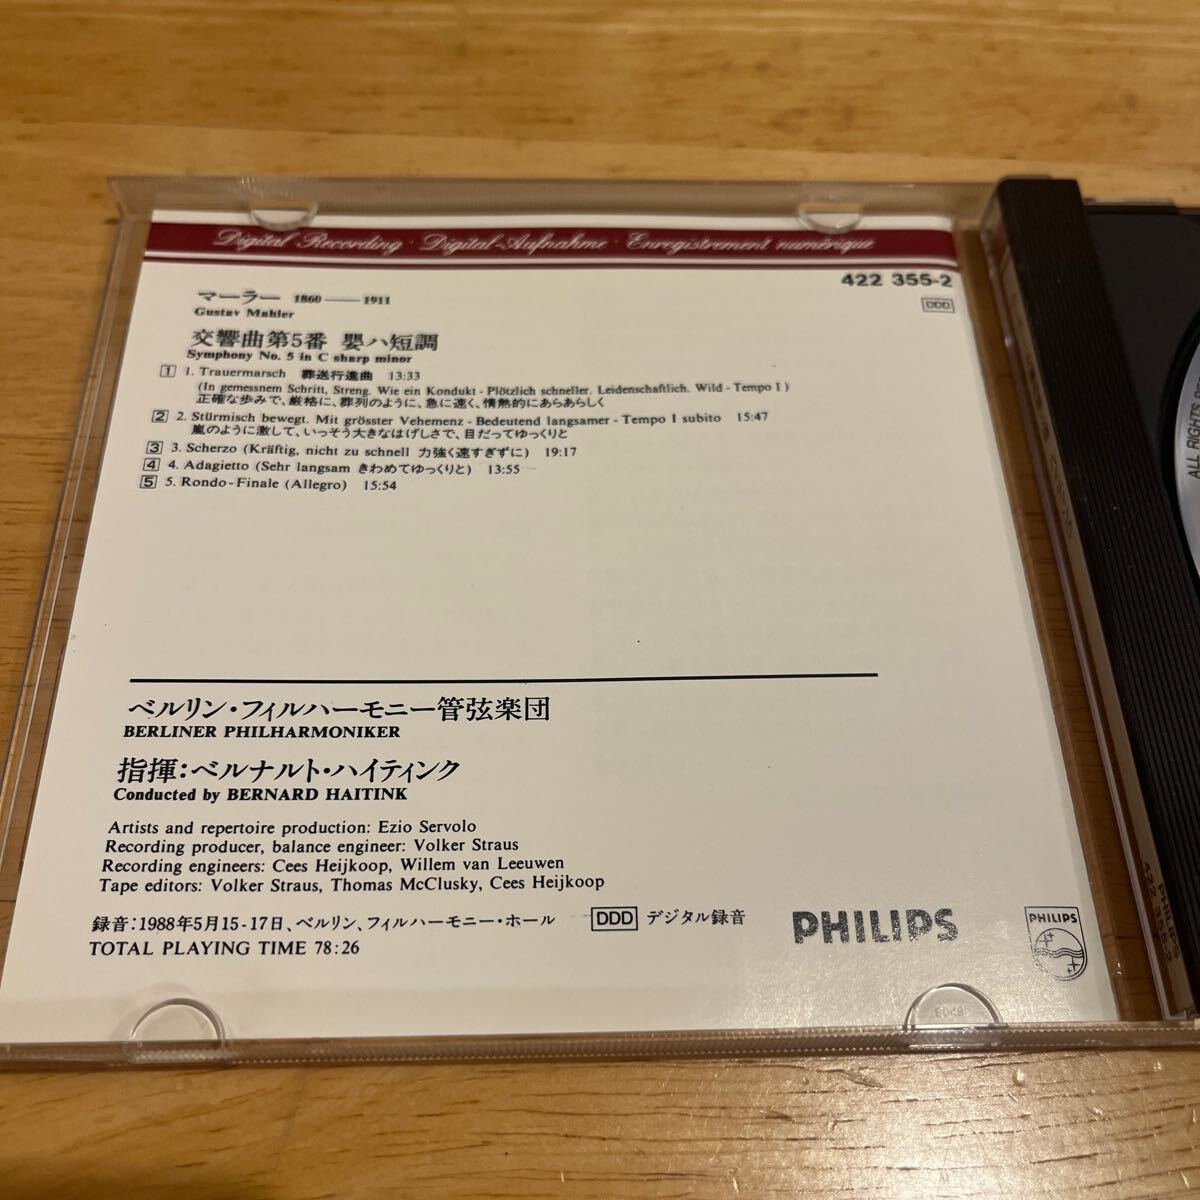 Digital Recording · Digital-Aufnahme · Enregistrement numérique
422 355-2
DDD
マーラー 1860——1911
Gustav Mahler
交響曲第5番 嬰ハ短調
Symphony No. 5 in C sharp minor
1 1. Trauermarsch 葬送行進曲 13:33
(In gemessnem Schritt, Streng. Wie ein Kondukt - Plötzlich schneller. Leidenschaftlich. Wild - Tempo I)
正確な歩みで、厳格に、葬列のように、急に速く、情熱的にあらあらしく
2 2. Stürmisch bewegt. Mit grösster Vehemenz - Bedeutend langsamer - Tempo I subito 15:47
嵐のように激して、いっそう大きなはげしさで、目だってゆっくりと
3 3. Scherzo (Kräftig, nicht zu schnell 力強く速すぎずに) 19:17
4 4. Adagietto (Sehr langsam きわめてゆっくりと) 13:55
5 5. Rondo-Finale (Allegro) 15:54
ベルリン・フィルハーモニー管弦楽団
BERLINER PHILHARMONIKER
指揮:ベルナルト・ハイティンク
Conducted by BERNARD HAITINK
Artists and repertoire production: Ezio Servolo
Recording producer, balance engineer: Volker Straus
Recording engineers: Cees Heijkoop, Willem van Leeuwen
Tape editors: Volker Straus, Thomas McClusky, Cees Heijkoop
録音:1988年5月15-17日、ベルリン、フィルハーモニー・ホール
DDD デジタル録音
TOTAL PLAYING TIME 78:26
PHILIPS
PHILIPS
PHILIPS
422 355-2
ALL RIGHTS